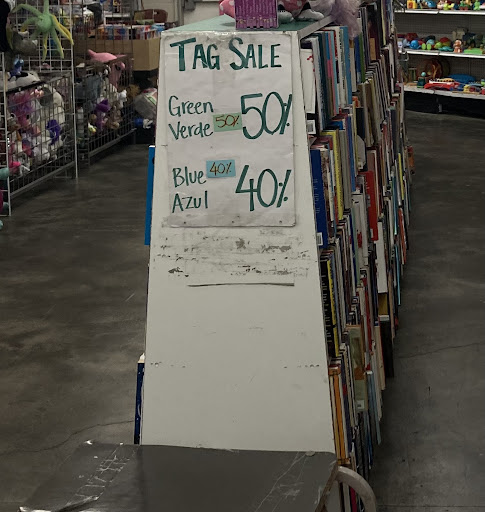 TAG SALE
Green
Verde 50% 50%
Blue 40%
Azul 40%